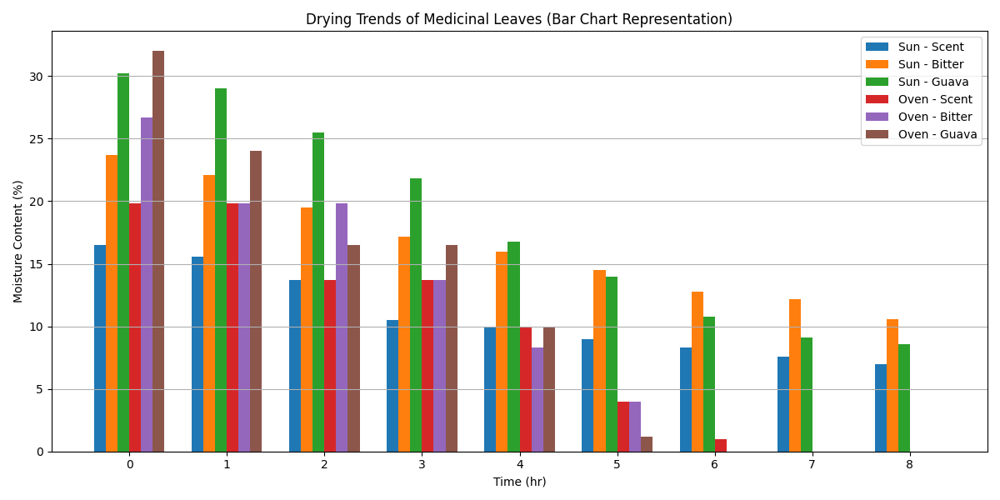 Drying Trends of Medicinal Leaves (Bar Chart Representation)
Sun - Scent
Sun - Bitter
Sun - Guava
Oven - Scent
Oven - Bitter
Oven - Guava
Moisture Content (%)
30
25
20
15
10
5
0
0 1 2 3 4 5 6 7 8
Time (hr)